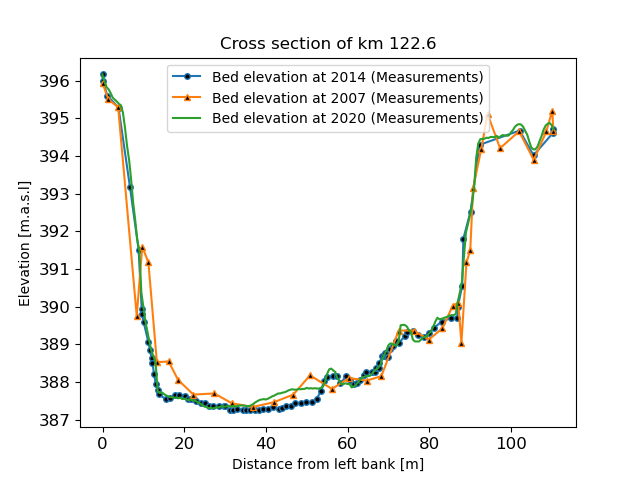 Cross section of km 122.6
Bed elevation at 2014 (Measurements)
Bed elevation at 2007 (Measurements)
Bed elevation at 2020 (Measurements)
Elevation [m.a.s.l]
396
395
394
393
392
391
390
389
388
387
0 20 40 60 80 100
Distance from left bank [m]